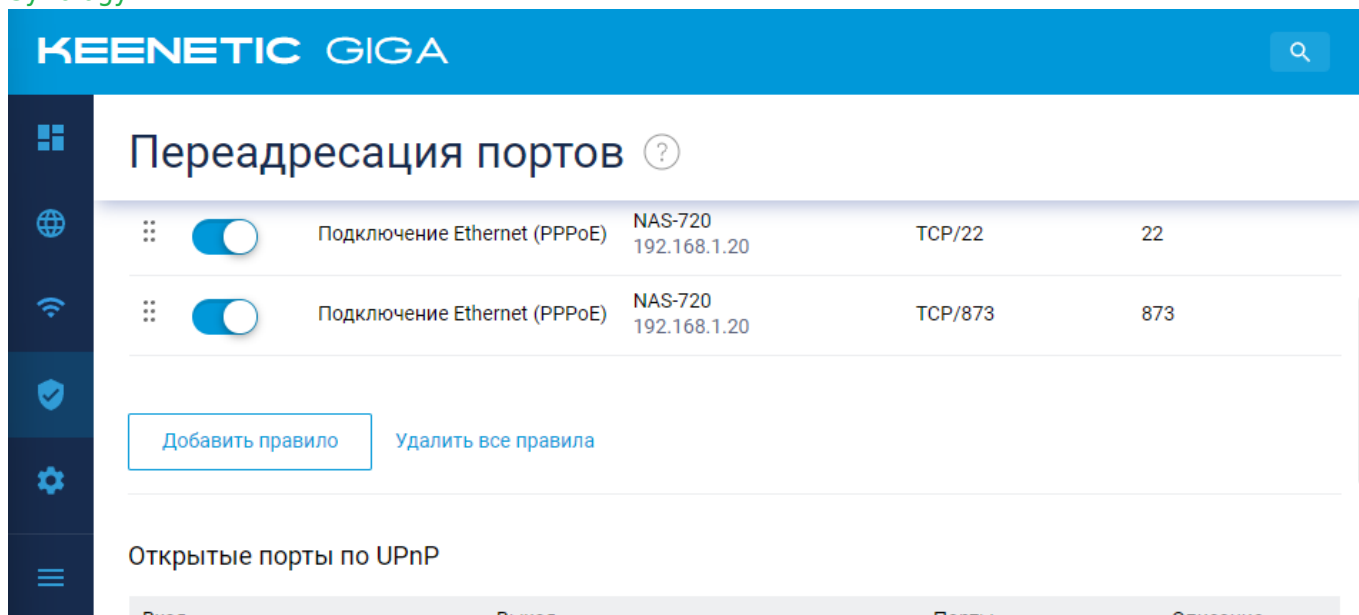 KEENETIC GIGA
Переадресация портов ?
Подключение Ethernet (PPPoE) NAS-720 TCP/22 22
192.168.1.20
Подключение Ethernet (PPPoE) NAS-720 TCP/873 873
192.168.1.20
Добавить правило Удалить все правила
Открытые порты по UPnP